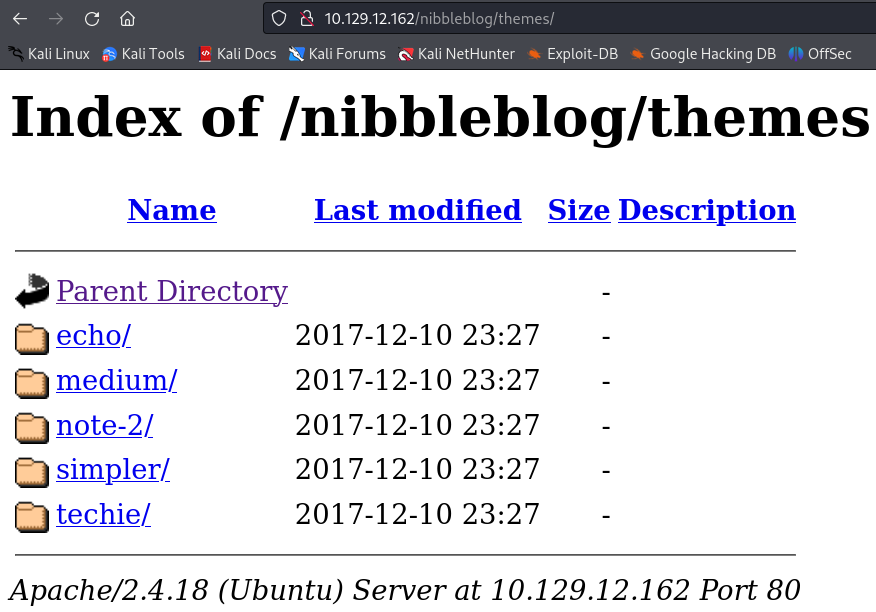 10.129.12.162/nibbleblog/themes/
Kali Linux Kali Tools Kali Docs Kali Forums Kali NetHunter Exploit-DB Google Hacking DB OffSec
Index of /nibbleblog/themes
Name Last modified Size Description
Parent Directory -
echo/ 2017-12-10 23:27 -
medium/ 2017-12-10 23:27 -
note-2/ 2017-12-10 23:27 -
simpler/ 2017-12-10 23:27 -
techie/ 2017-12-10 23:27 -
Apache/2.4.18 (Ubuntu) Server at 10.129.12.162 Port 80